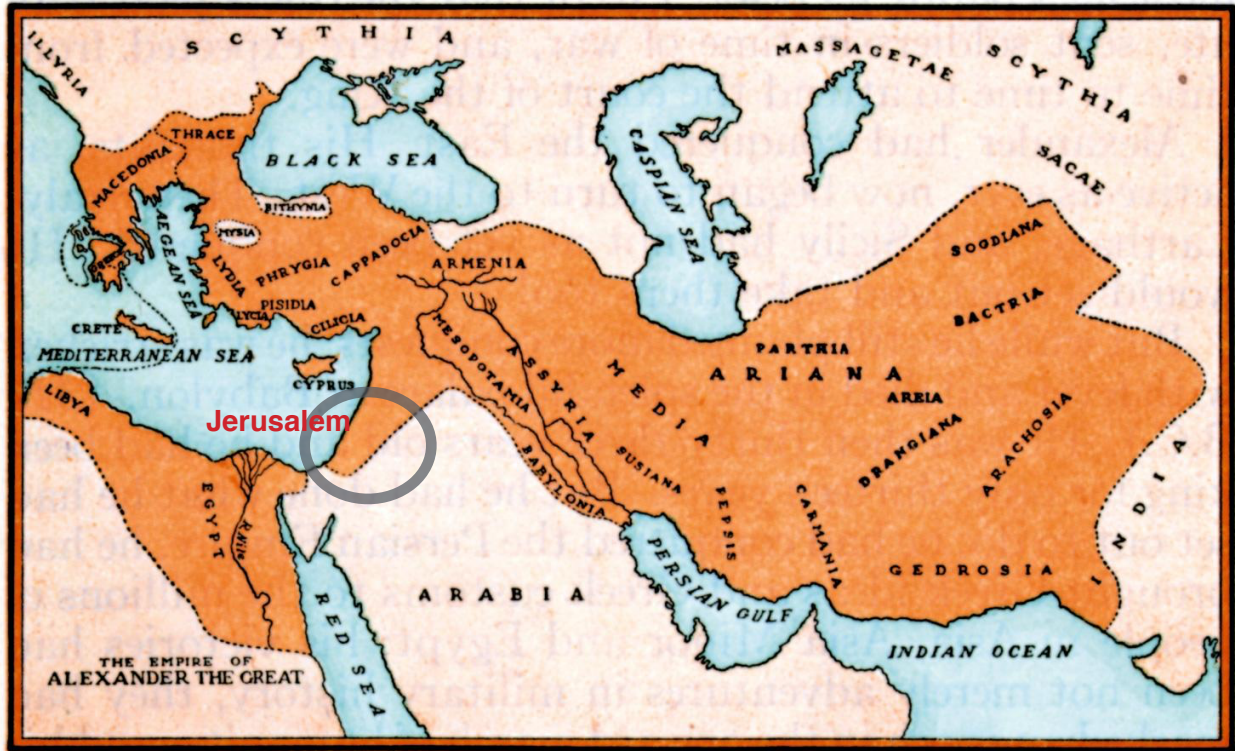 ILLYRIA
SCYTHIA
MASSAGETAE
SCYTHIA
SACAE
THRACE
MACEDONIA
BLACK SEA
CASPIAN SEA
BITHYNIA
MYSIA
AEGEAN SEA
LYDIA
PHRYGIA
CAPPADOCIA
ARMENIA
SOGDIANA
BACTRIA
PISIDIA
LYCIA
CILICIA
CRETE
MEDITERRANEAN SEA
CYPRUS
MESOPOTAMIA
ASSYRIA
MEDIA
PARTHIA
ARIANA
AREIA
LIBYA
Jerusalem
BABYLONIA
SUSIANA
DRANGIANA
ARACHOSIA
INDIA
EGYPT
R. Nile
PEPSIS
CARMANIA
GEDROSIA
PERSIAN GULF
ARABIA
RED SEA
INDIAN OCEAN
THE EMPIRE OF
ALEXANDER THE GREAT